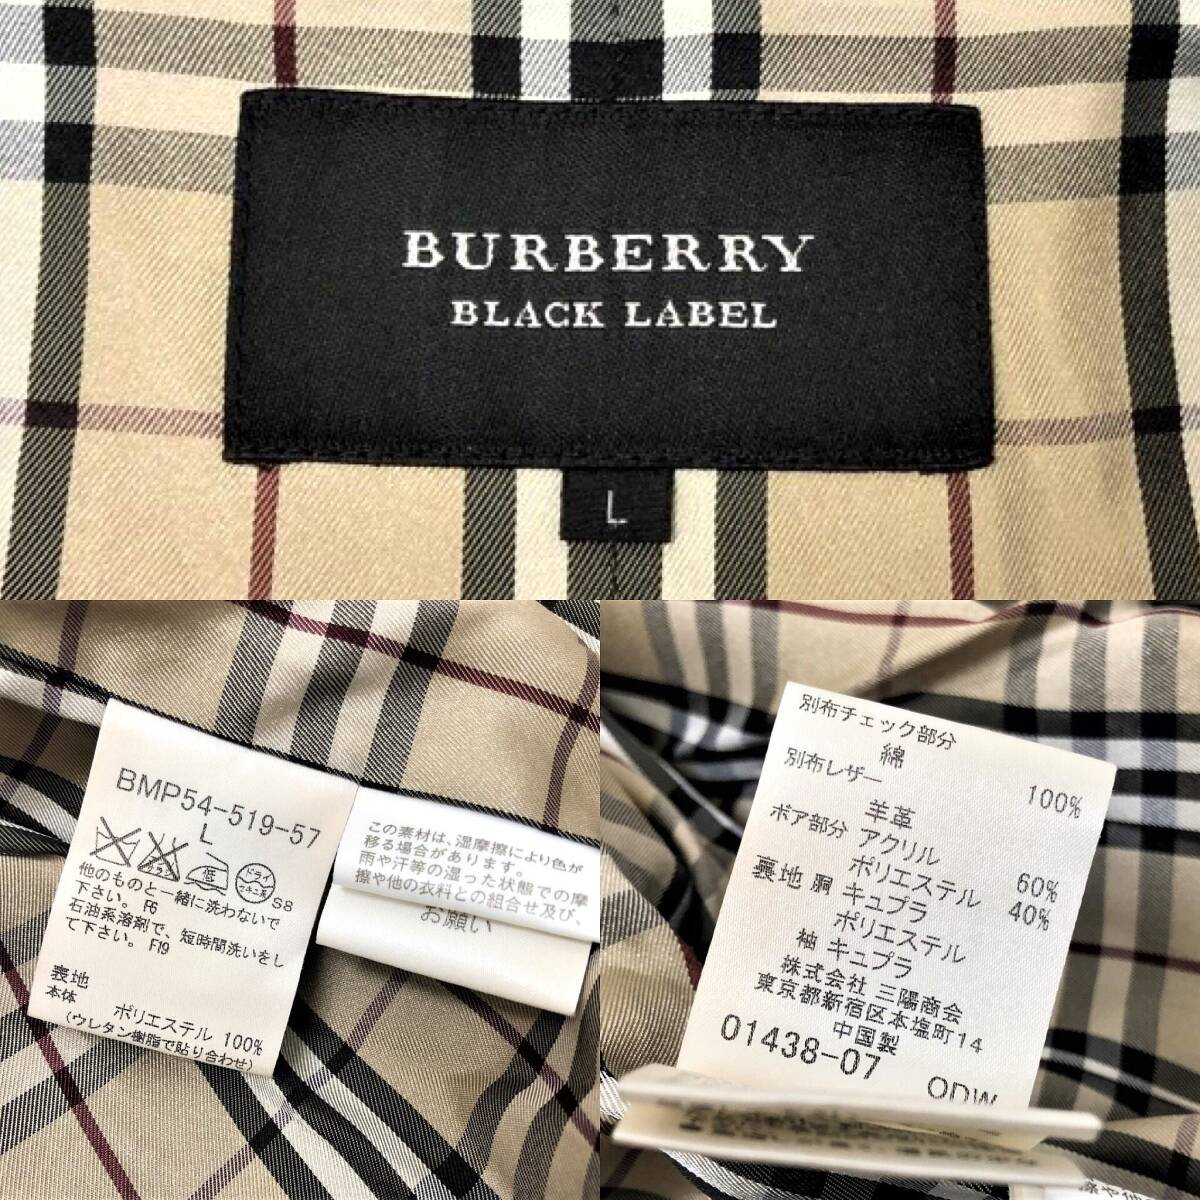 BURBERRY
BLACK LABEL
L
BMP54-519-57
L
低
ドライ
セキユ系
S8
他のものと一緒に洗わないで
下さい。 F6
石油系溶剤で、短時間洗いをし
て下さい。 F19
表地
本体
ポリエステル 100%
(ウレタン樹脂で貼り合わせ)
この素材は、湿摩擦により色が
移る場合があります。
雨や汗等の湿った状態での摩
擦や他の衣料との組合せ及び、
お願い
別布チェック部分
綿 100%
別布レザー
羊革
ボア部分 アクリル 60%
ポリエステル 40%
裏地 胴 キュプラ
ポリエステル
袖 キュプラ
株式会社 三陽商会
東京都新宿区本塩町14
中国製
01438-07 ODW